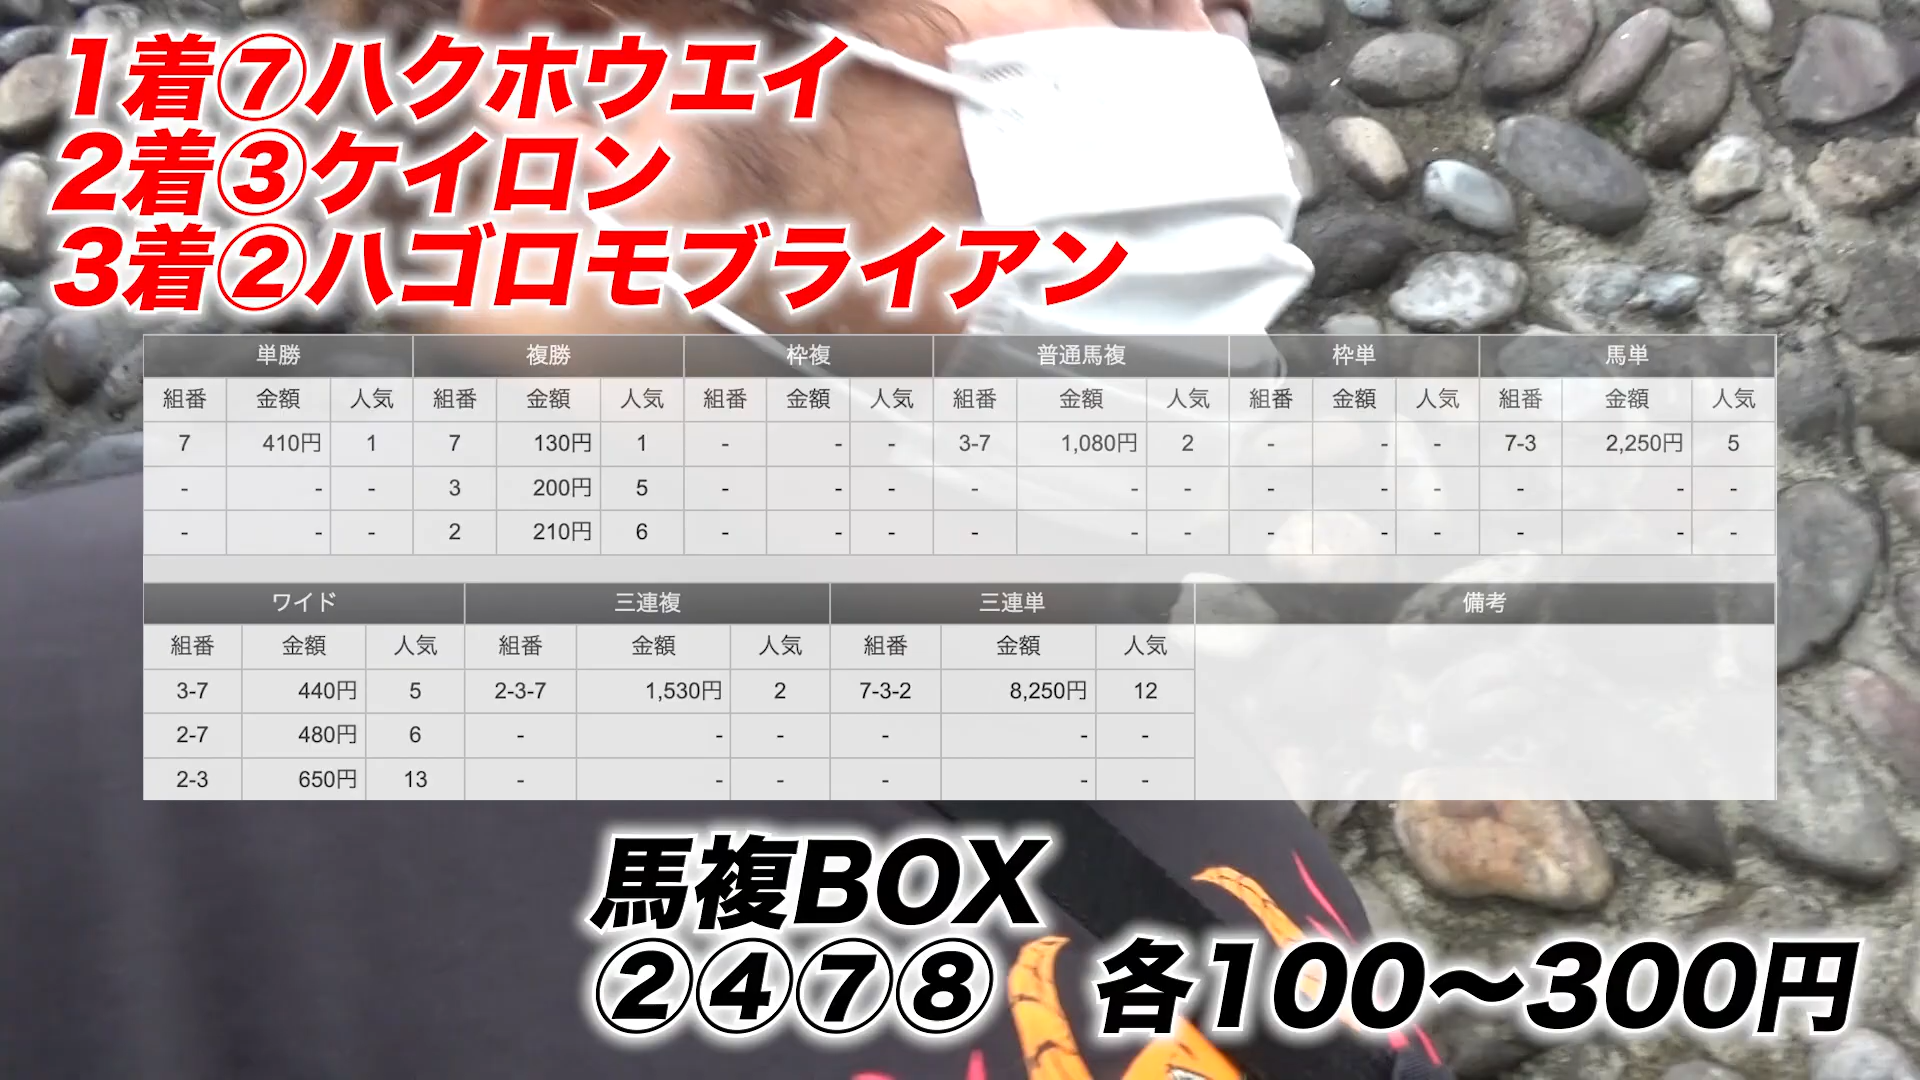 1着⑦ハクホウエイ
2着③ケイロン
3着②ハゴロモブライアン
単勝 複勝 枠複 普通馬複 枠単 馬単
組番 金額 人気 組番 金額 人気 組番 金額 人気 組番 金額 人気 組番 金額 人気 組番 金額 人気
7 410円 1 7 130円 1 - - - 3-7 1,080円 2 - - - 7-3 2,250円 5
- - - 3 200円 5 - - - - - - - - - - - -
- - - 2 210円 6 - - - - - - - - - - - -
ワイド 三連複 三連単 備考
組番 金額 人気 組番 金額 人気 組番 金額 人気
3-7 440円 5 2-3-7 1,530円 2 7-3-2 8,250円 12
2-7 480円 6 - - - - - -
2-3 650円 13 - - - - - -
馬複BOX
②④⑦⑧ 各100〜300円